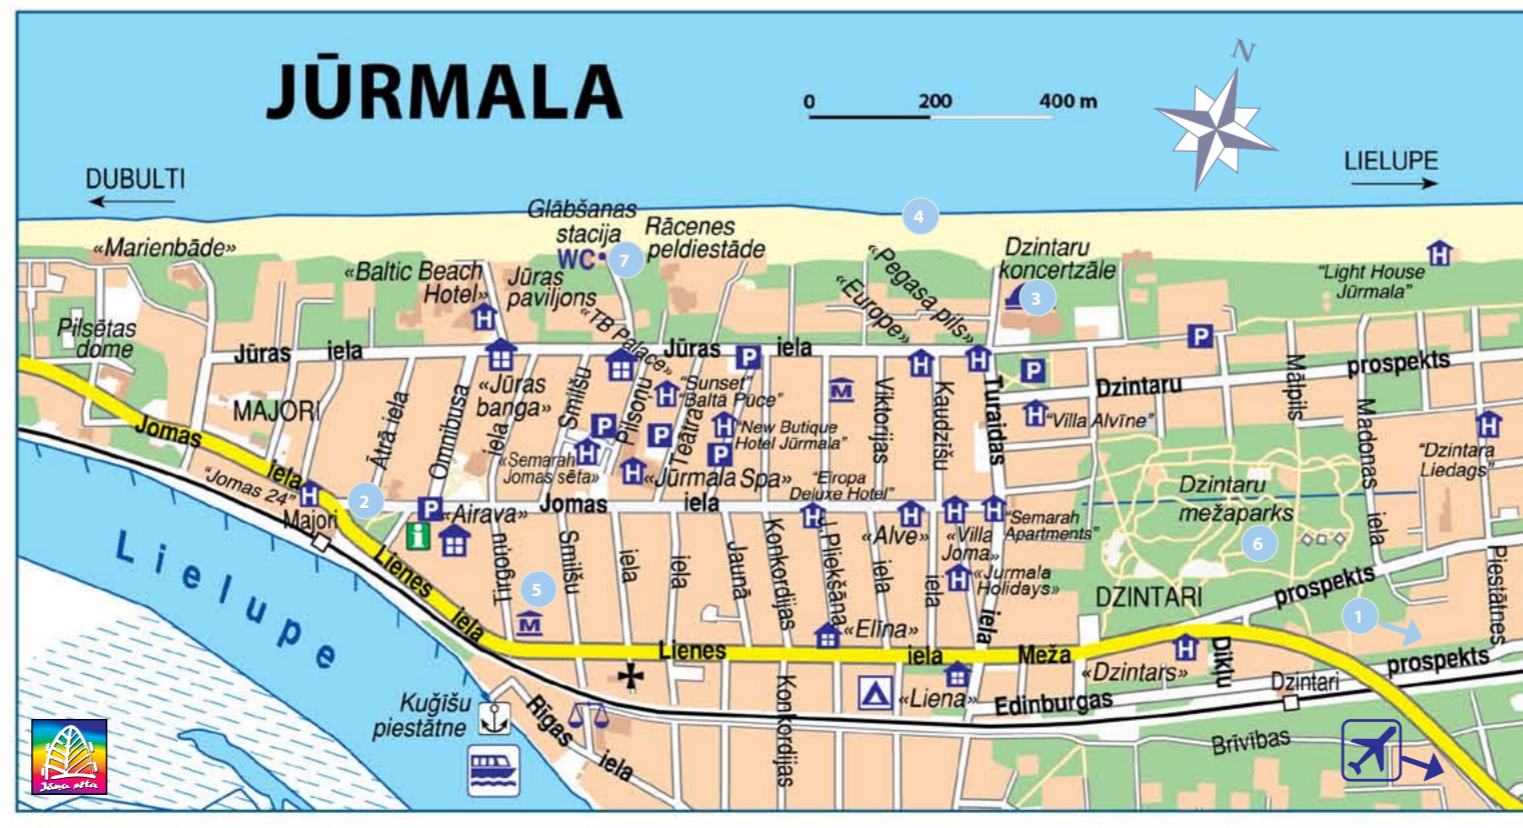 JŪRMALA
0 200 400 m
N
DUBULTI
LIELUPE
Glābšanas
stacija
WC
7
Rācenes
peldiestāde
4
«Marienbāde»
«Baltic Beach
Hotel»
Jūras
paviljons
«TB Palace»
«Europe»
«Pegasa pils»
Dzintaru
koncertzāle
3
"Light House
Jūrmala"
H
Pilsētas
dome
Jūras iela
Jūras iela
P
Dzintaru prospekts
MAJORI
Jomas iela
Ātrā iela
Omnibusa iela
«Jūras
banga»
Smilšu
Pilsoņu
Teātra
"Sunset"
"Baltā Pūce"
"New Butique
Hotel Jūrmala"
M
Viktorijas
Kaudzīšu
Turaidas
"Villa Alvīne"
Mālpils
Madonas iela
"Dzintara
Liedags"
«Semarah
Jomas sēta»
«Jūrmala Spa»
"Eiropa
Deluxe Hotel"
Dzintaru
mežaparks
6
"Jomas 24"
2
Majori
«Airava»
i
Jomas iela
«Alve»
«Villa
Joma»
"Semarah
Apartments"
«Jurmala
Holidays»
Lienes iela
Tirgoņu
Smilšu
iela
iela
Jaunā
Konkordijas
J. Pliekšāna
iela
iela
iela
DZINTARI
prospekts
Piestātnes
1
5
M
«Elīna»
Lienes iela
Meža prospekts
Lielupe
Kuģīšu
piestātne
Rīgas iela
Konkordijas
«Liena»
Edinburgas
«Dzintars»
Dikļu
Dzintari
Brīvības
Jāņa sēta